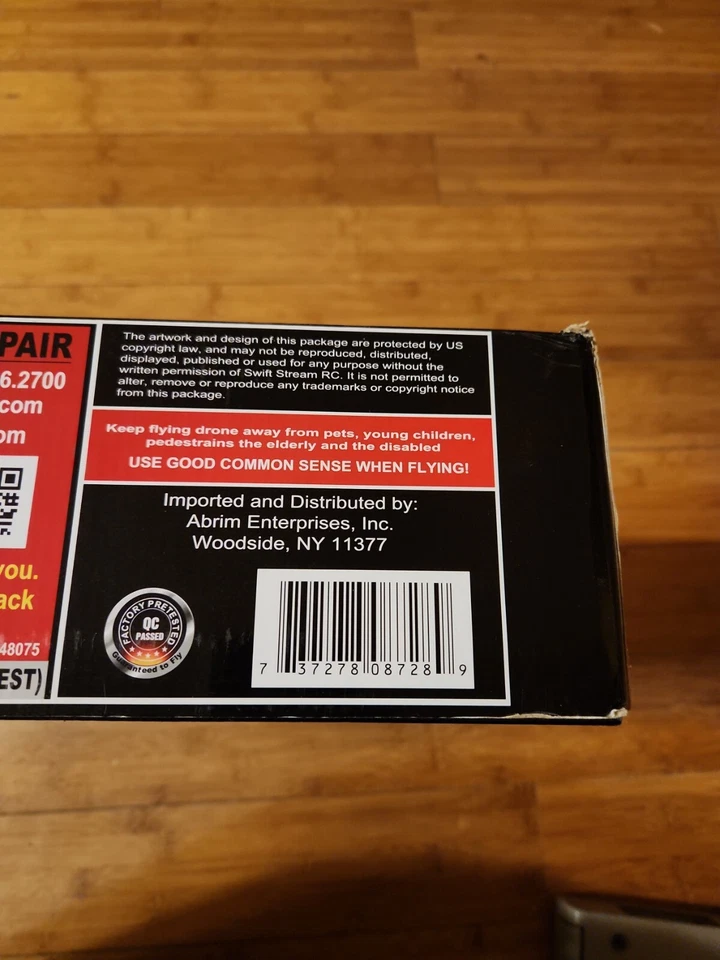 PAIR
6.2700
.com
om
you.
ack
48075
EST)
The artwork and design of this package are protected by US
copyright law, and may not be reproduced, distributed,
displayed, published or used for any purpose without the
written permission of Swift Stream RC. It is not permitted to
alter, remove or reproduce any trademarks or copyright notice
from this package.
Keep flying drone away from pets, young children,
pedestrains the elderly and the disabled
USE GOOD COMMON SENSE WHEN FLYING!
Imported and Distributed by:
Abrim Enterprises, Inc.
Woodside, NY 11377
FACTORY PRETESTED
QC
PASSED
Guaranteed to Fly
7 37278 08728 9